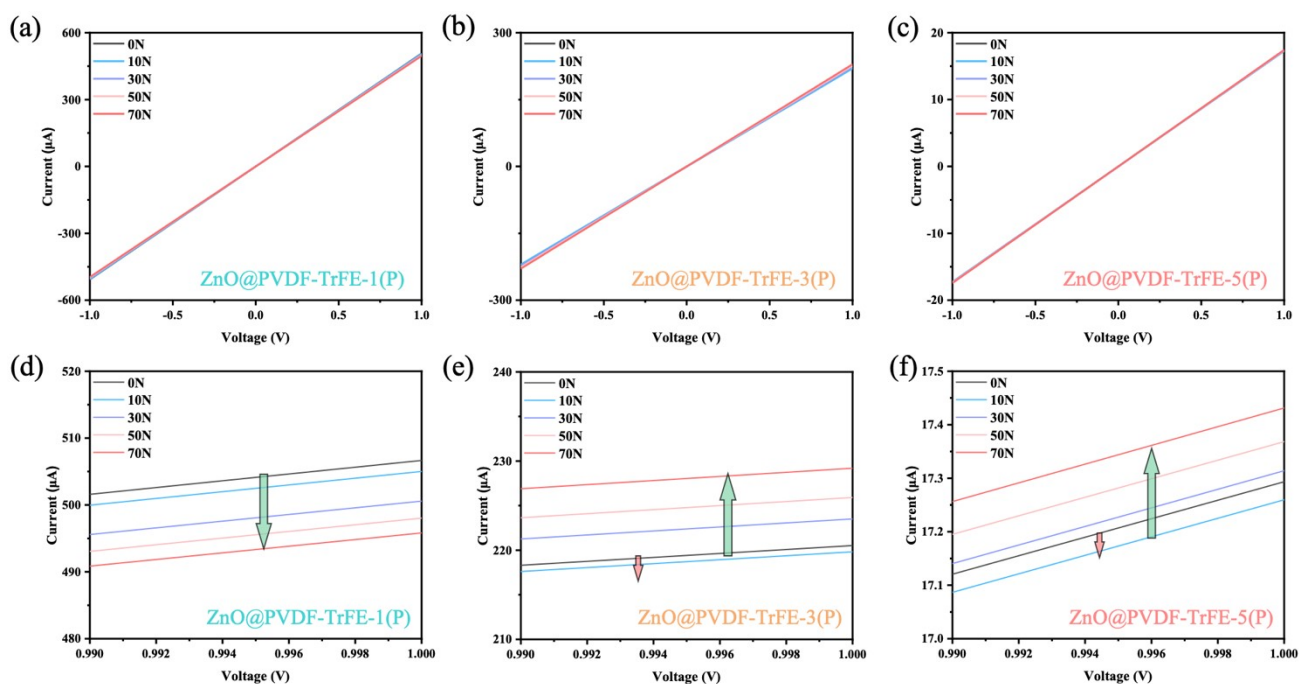 (a)
600
300
0
-300
-600
Current (µA)
0N
10N
30N
50N
70N
ZnO@PVDF-TrFE-1(P)
-1.0 -0.5 0.0 0.5 1.0
Voltage (V)
(b)
300
0
-300
Current (µA)
0N
10N
30N
50N
70N
ZnO@PVDF-TrFE-3(P)
-1.0 -0.5 0.0 0.5 1.0
Voltage (V)
(c)
20
10
0
-10
-20
Current (µA)
0N
10N
30N
50N
70N
ZnO@PVDF-TrFE-5(P)
-1.0 -0.5 0.0 0.5 1.0
Voltage (V)
(d)
520
510
500
490
480
Current (µA)
0N
10N
30N
50N
70N
ZnO@PVDF-TrFE-1(P)
0.990 0.992 0.994 0.996 0.998 1.000
Voltage (V)
(e)
240
230
220
210
Current (µA)
0N
10N
30N
50N
70N
ZnO@PVDF-TrFE-3(P)
0.990 0.992 0.994 0.996 0.998 1.000
Voltage (V)
(f)
17.5
17.4
17.3
17.2
17.1
17.0
Current (µA)
0N
10N
30N
50N
70N
ZnO@PVDF-TrFE-5(P)
0.990 0.992 0.994 0.996 0.998 1.000
Voltage (V)